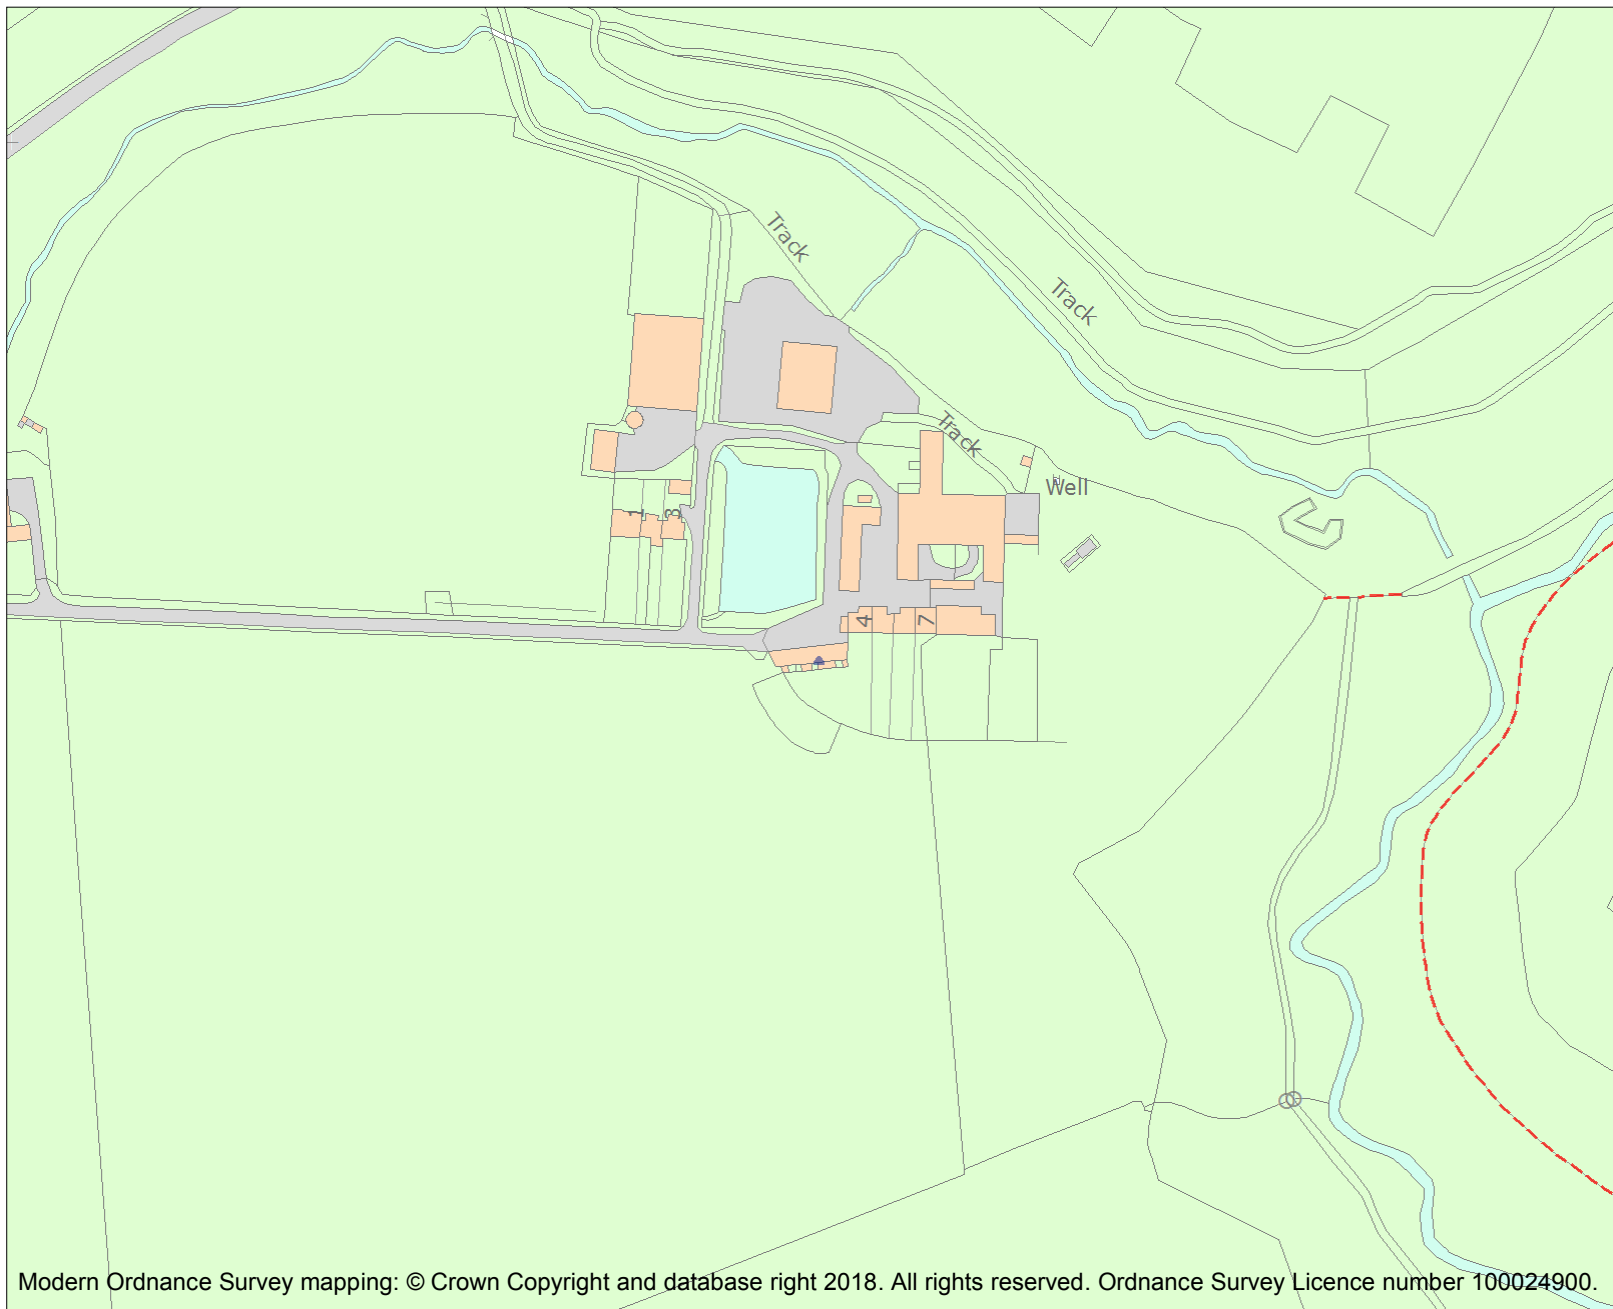 Track
Track
Track
Well
1
3
4
7
Modern Ordnance Survey mapping: © Crown Copyright and database right 2018. All rights reserved. Ordnance Survey Licence number 100024900.